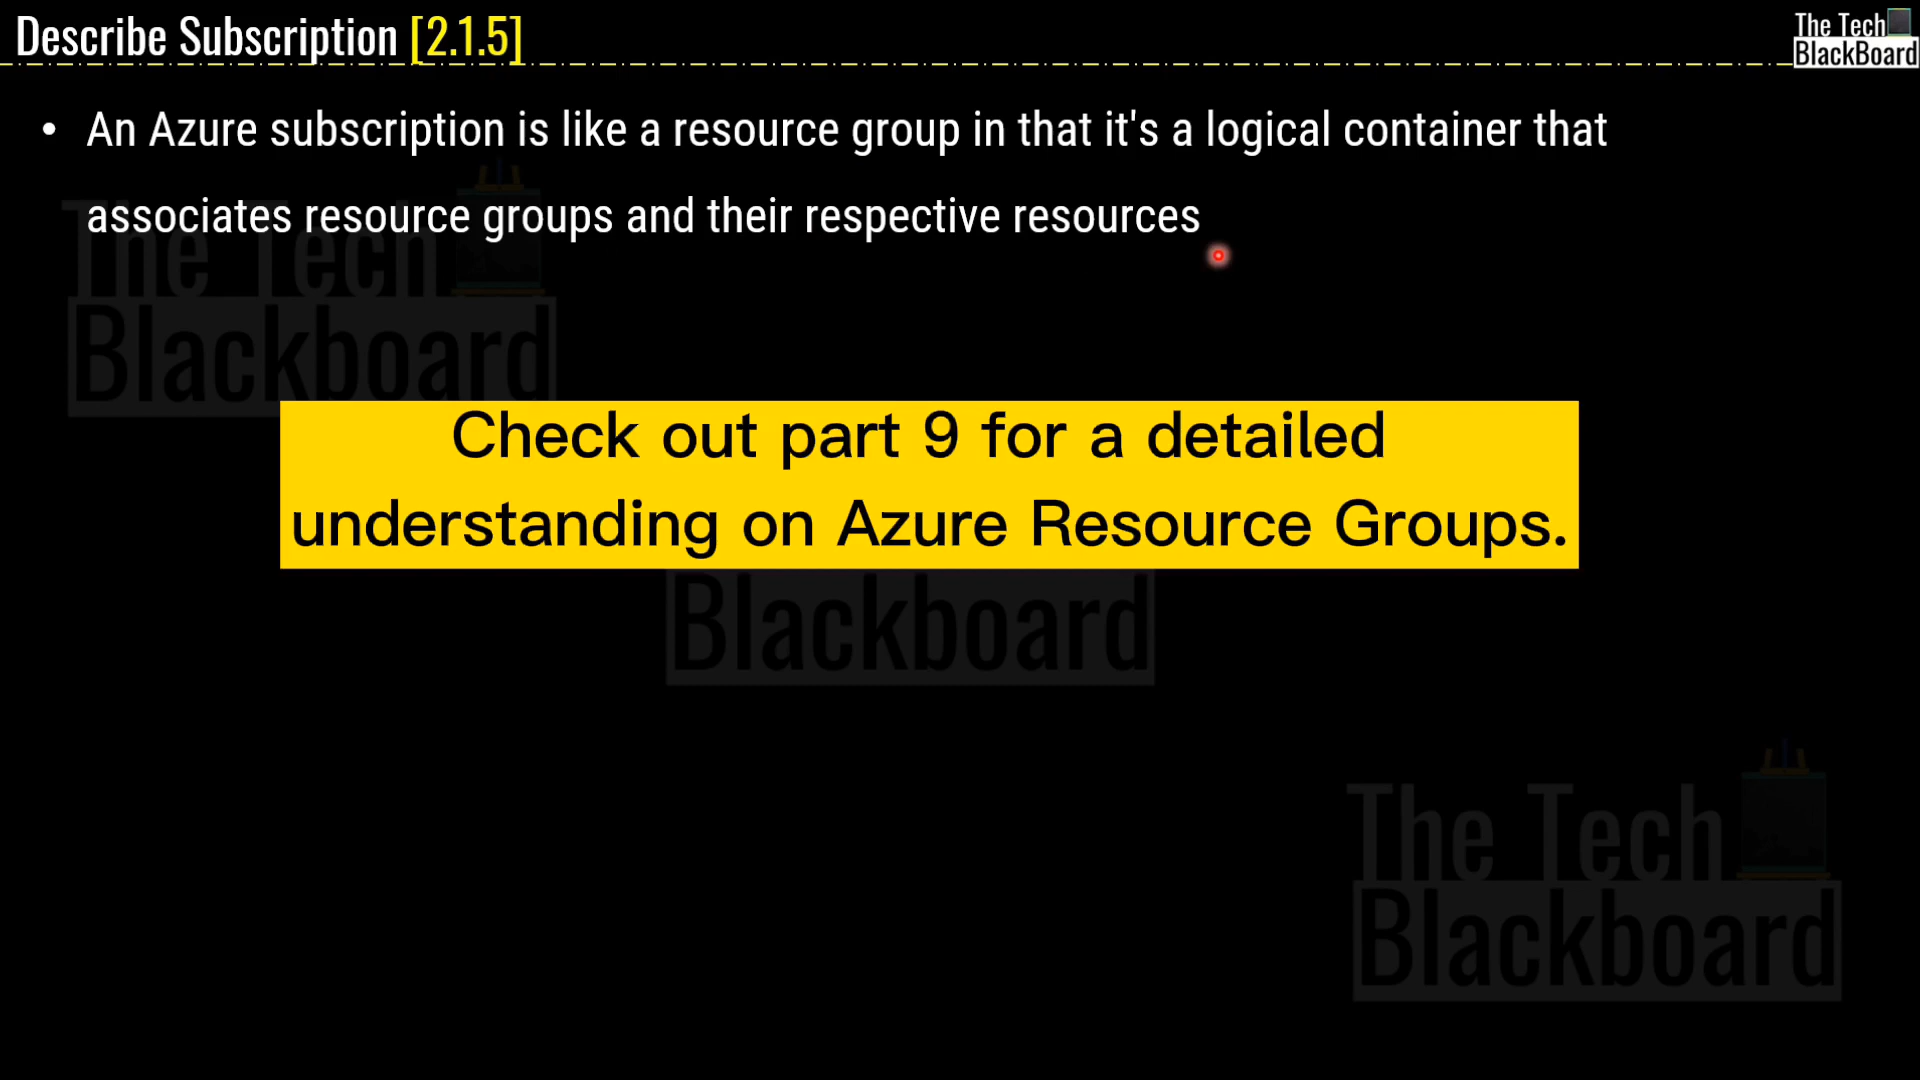 Describe Subscription [2.1.5]
The Tech
BlackBoard
• An Azure subscription is like a resource group in that it's a logical container that
associates resource groups and their respective resources
The Tech
Blackboard
Check out part 9 for a detailed
understanding on Azure Resource Groups.
Blackboard
The Tech
Blackboard